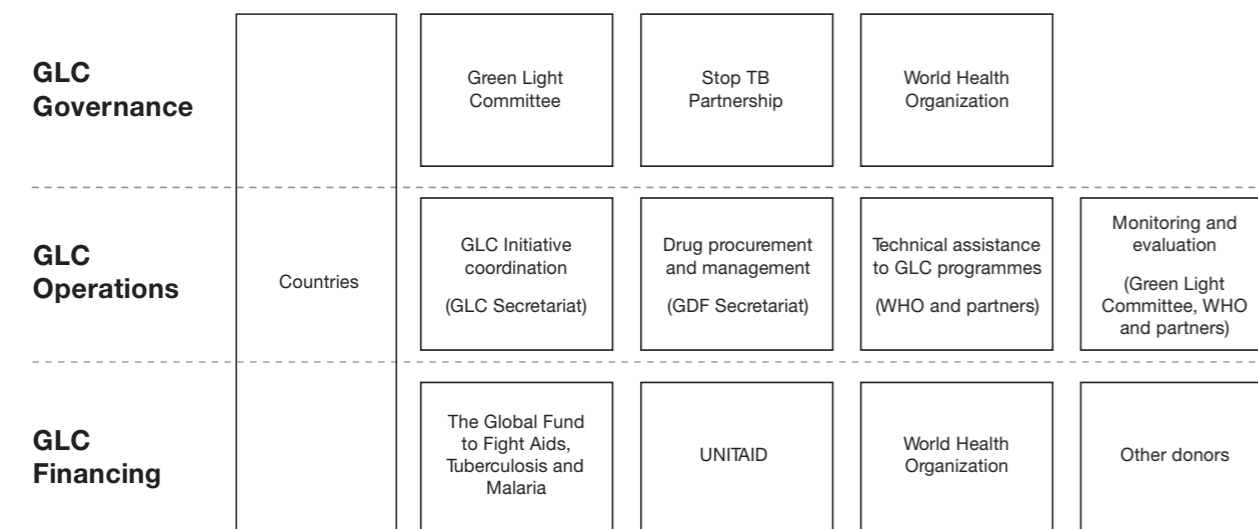 GLC
Governance
Green Light
Committee
Stop TB
Partnership
World Health
Organization
GLC
Operations
Countries
GLC Initiative
coordination
(GLC Secretariat)
Drug procurement
and management
(GDF Secretariat)
Technical assistance
to GLC programmes
(WHO and partners)
Monitoring and
evaluation
(Green Light
Committee, WHO
and partners)
GLC
Financing
The Global Fund
to Fight Aids,
Tuberculosis and
Malaria
UNITAID
World Health
Organization
Other donors